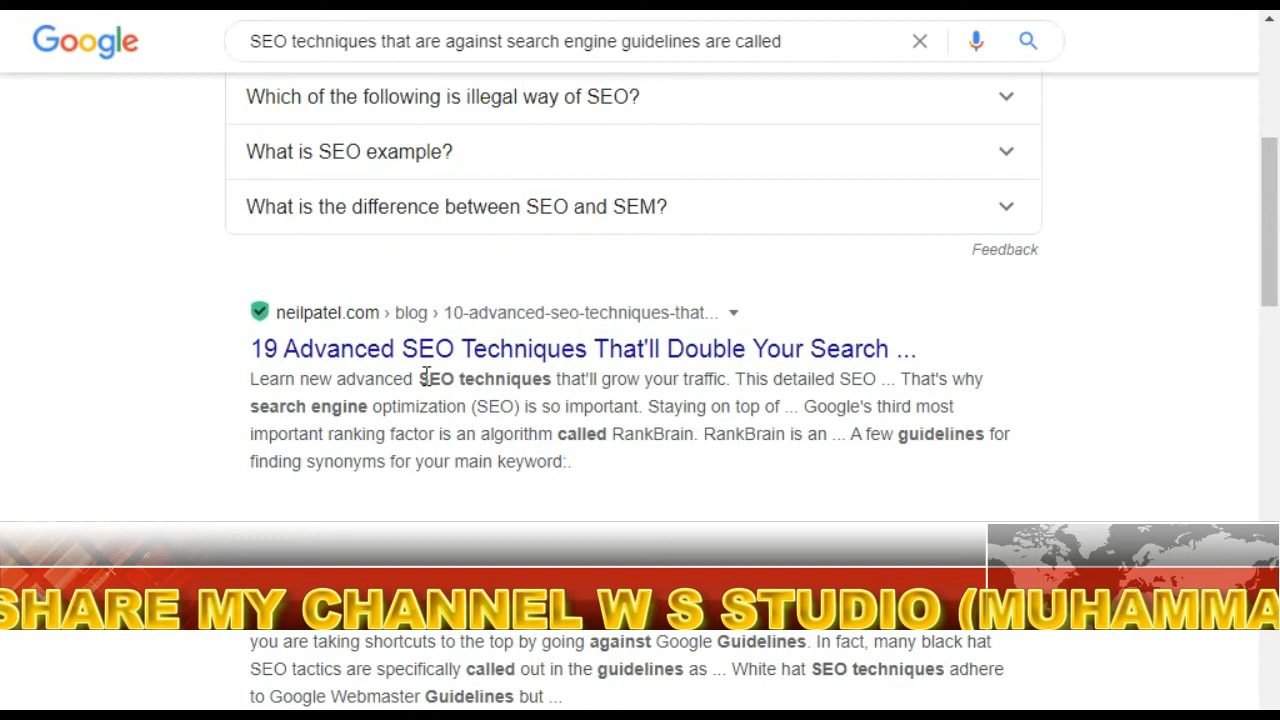 Google
SEO techniques that are against search engine guidelines are called
Which of the following is illegal way of SEO?
What is SEO example?
What is the difference between SEO and SEM?
Feedback
neilpatel.com › blog › 10-advanced-seo-techniques-that...
19 Advanced SEO Techniques That'll Double Your Search ...
Learn new advanced SEO techniques that'll grow your traffic. This detailed SEO ... That's why
search engine optimization (SEO) is so important. Staying on top of ... Google's third most
important ranking factor is an algorithm called RankBrain. RankBrain is an ... A few guidelines for
finding synonyms for your main keyword:.
SHARE MY CHANNEL W S STUDIO (MUHAMMA
you are taking shortcuts to the top by going against Google Guidelines. In fact, many black hat
SEO tactics are specifically called out in the guidelines as ... White hat SEO techniques adhere
to Google Webmaster Guidelines but ...